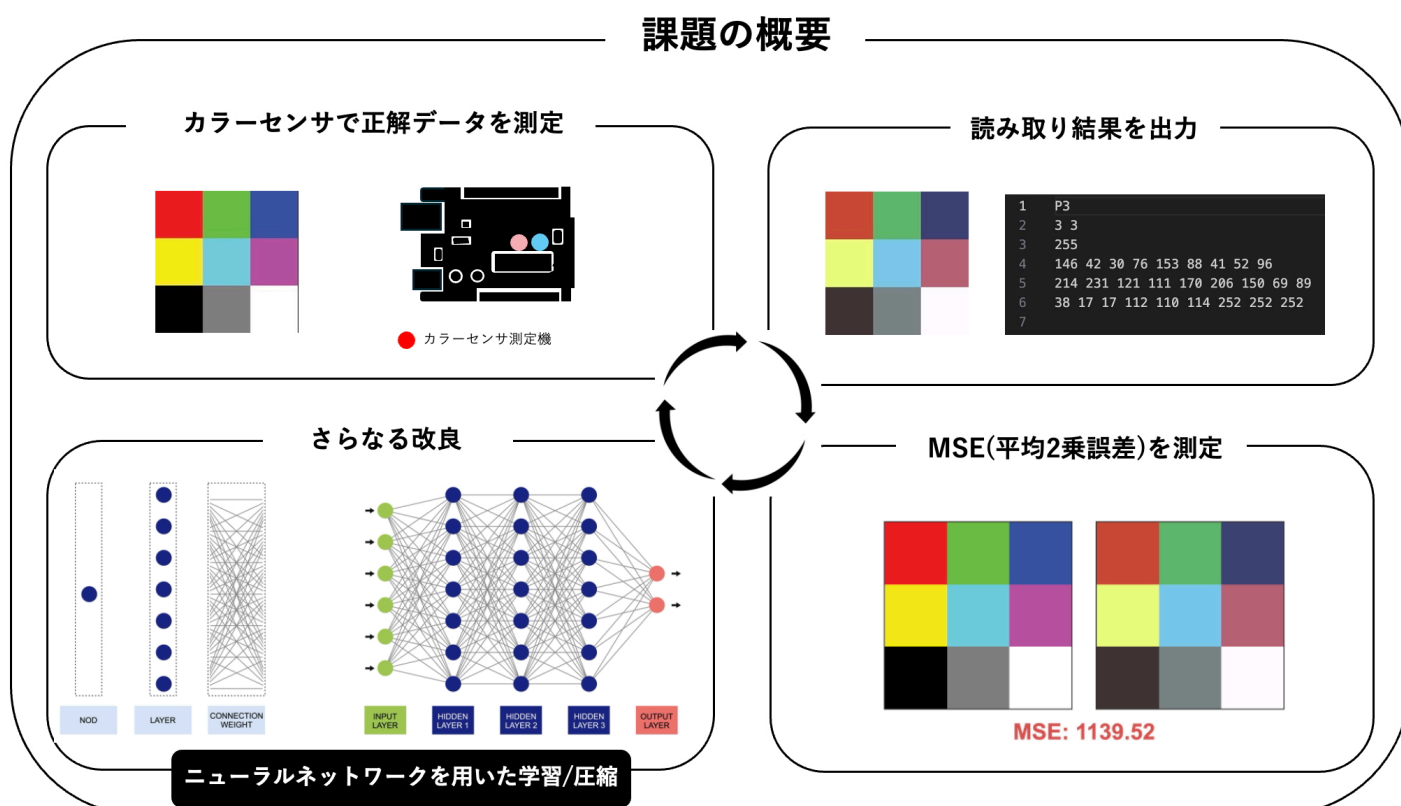 課題の概要
カラーセンサで正解データを測定
カラーセンサ測定機
読み取り結果を出力
1 P3
2 3 3
3 255
4 146 42 30 76 153 88 41 52 96
5 214 231 121 111 170 206 150 69 89
6 38 17 17 112 110 114 252 252 252
7
さらなる改良
NOD
LAYER
CONNECTION
WEIGHT
INPUT
LAYER
HIDDEN
LAYER 1
HIDDEN
LAYER 2
HIDDEN
LAYER 3
OUTPUT
LAYER
ニューラルネットワークを用いた学習/圧縮
MSE(平均2乗誤差)を測定
MSE: 1139.52